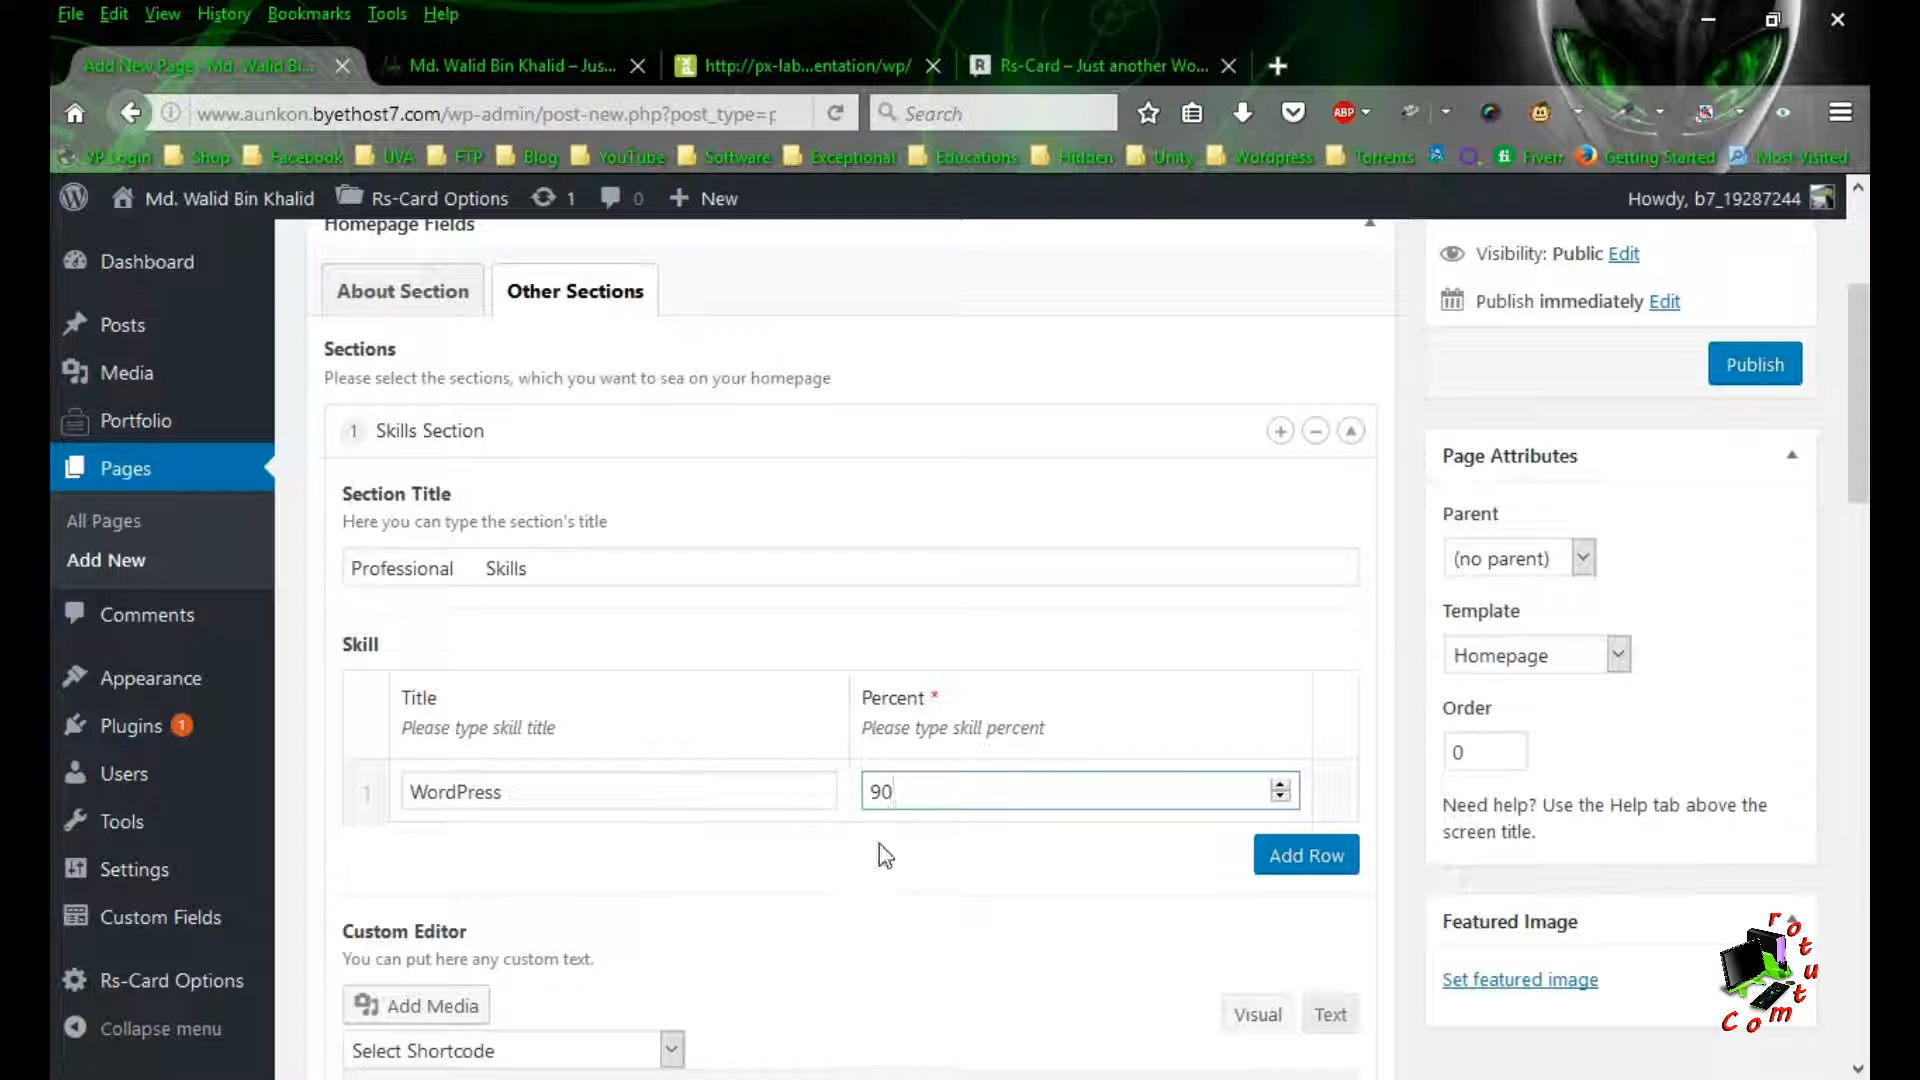 File Edit View History Bookmarks Tools Help
Add New Page - Md. Walid Bi...
Md. Walid Bin Khalid – Jus...
http://px-lab...entation/wp/
Rs-Card – Just another Wo...
www.aunkon.byethost7.com/wp-admin/post-new.php?post_type=p
Search
ABP
VP Login Shop Facebook UVA FTP Blog YouTube Software Exceptional Educations Hidden Unity Wordpress Torrents Fiverr Getting Started Most Visited
Md. Walid Bin Khalid Rs-Card Options 1 0 New
Howdy, b7_19287244
Dashboard
Posts
Media
Portfolio
Pages
All Pages
Add New
Comments
Appearance
Plugins 1
Users
Tools
Settings
Custom Fields
Rs-Card Options
Collapse menu
Homepage Fields
About Section Other Sections
Sections
Please select the sections, which you want to sea on your homepage
1 Skills Section
Section Title
Here you can type the section's title
Professional Skills
Skill
Title Percent *
Please type skill title Please type skill percent
1 WordPress 90
Add Row
Custom Editor
You can put here any custom text.
Add Media
Visual Text
Select Shortcode
Visibility: Public Edit
Publish immediately Edit
Publish
Page Attributes
Parent
(no parent)
Template
Homepage
Order
0
Need help? Use the Help tab above the
screen title.
Featured Image
Set featured image
Comtutor